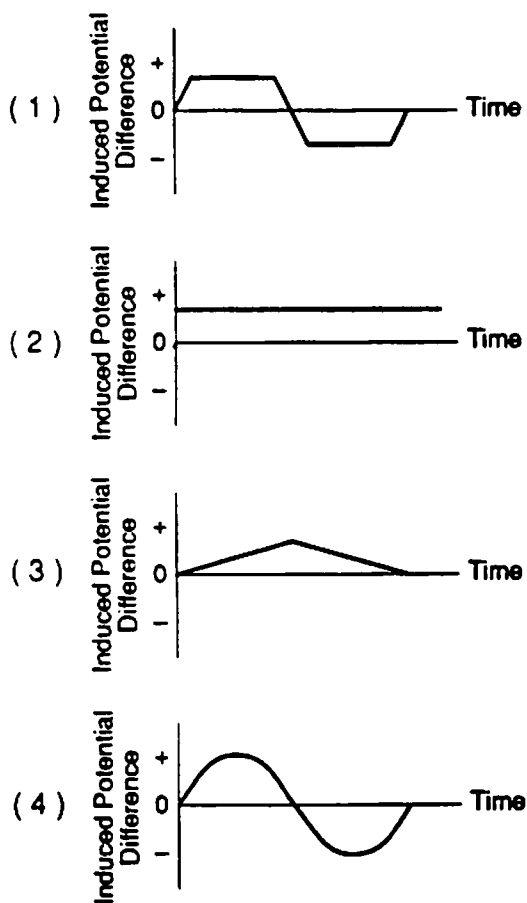 ( 1 )
Induced Potential
Difference
+
0
–
Time
( 2 )
Induced Potential
Difference
+
0
–
Time
( 3 )
Induced Potential
Difference
+
0
–
Time
(4)
Induced Potential
Difference
+
0
–
Time